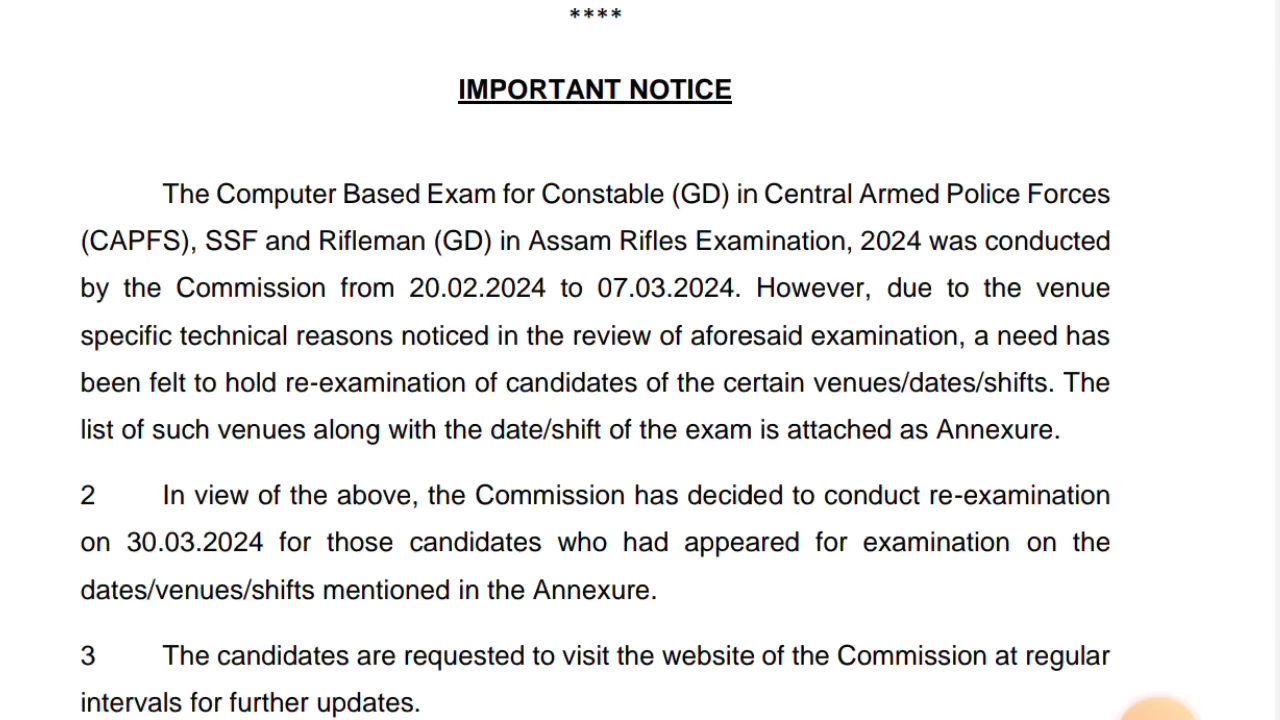 ****
IMPORTANT NOTICE
The Computer Based Exam for Constable (GD) in Central Armed Police Forces
(CAPFS), SSF and Rifleman (GD) in Assam Rifles Examination, 2024 was conducted
by the Commission from 20.02.2024 to 07.03.2024. However, due to the venue
specific technical reasons noticed in the review of aforesaid examination, a need has
been felt to hold re-examination of candidates of the certain venues/dates/shifts. The
list of such venues along with the date/shift of the exam is attached as Annexure.
2 In view of the above, the Commission has decided to conduct re-examination
on 30.03.2024 for those candidates who had appeared for examination on the
dates/venues/shifts mentioned in the Annexure.
3 The candidates are requested to visit the website of the Commission at regular
intervals for further updates.